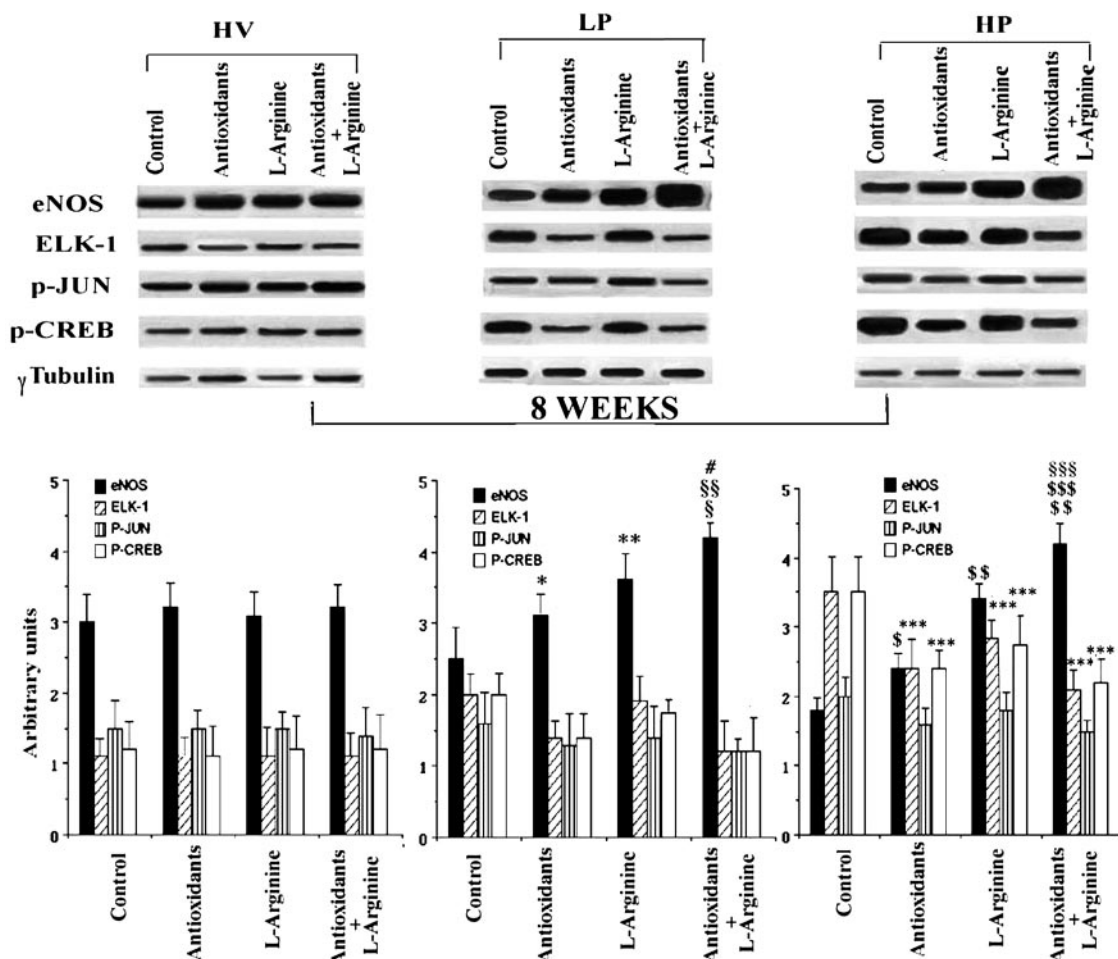 HV
LP
HP
Control
Antioxidants
L-Arginine
Antioxidants
+
L-Arginine
Control
Antioxidants
L-Arginine
Antioxidants
+
L-Arginine
Control
Antioxidants
L-Arginine
Antioxidants
+
L-Arginine
eNOS
ELK-1
p-JUN
p-CREB
γ Tubulin
8 WEEKS
Arbitrary units
5
4
3
2
1
0
eNOS
ELK-1
P-JUN
P-CREB
Control
Antioxidants
L-Arginine
Antioxidants
+
L-Arginine
5
4
3
2
1
0
eNOS
ELK-1
P-JUN
P-CREB
*
**
#
§§
§
Control
Antioxidants
L-Arginine
Antioxidants
+
L-Arginine
5
4
3
2
1
0
eNOS
ELK-1
P-JUN
P-CREB
$
***
***
$$
***
***
§§§
$$$
$$
***
***
Control
Antioxidants
L-Arginine
Antioxidants
+
L-Arginine